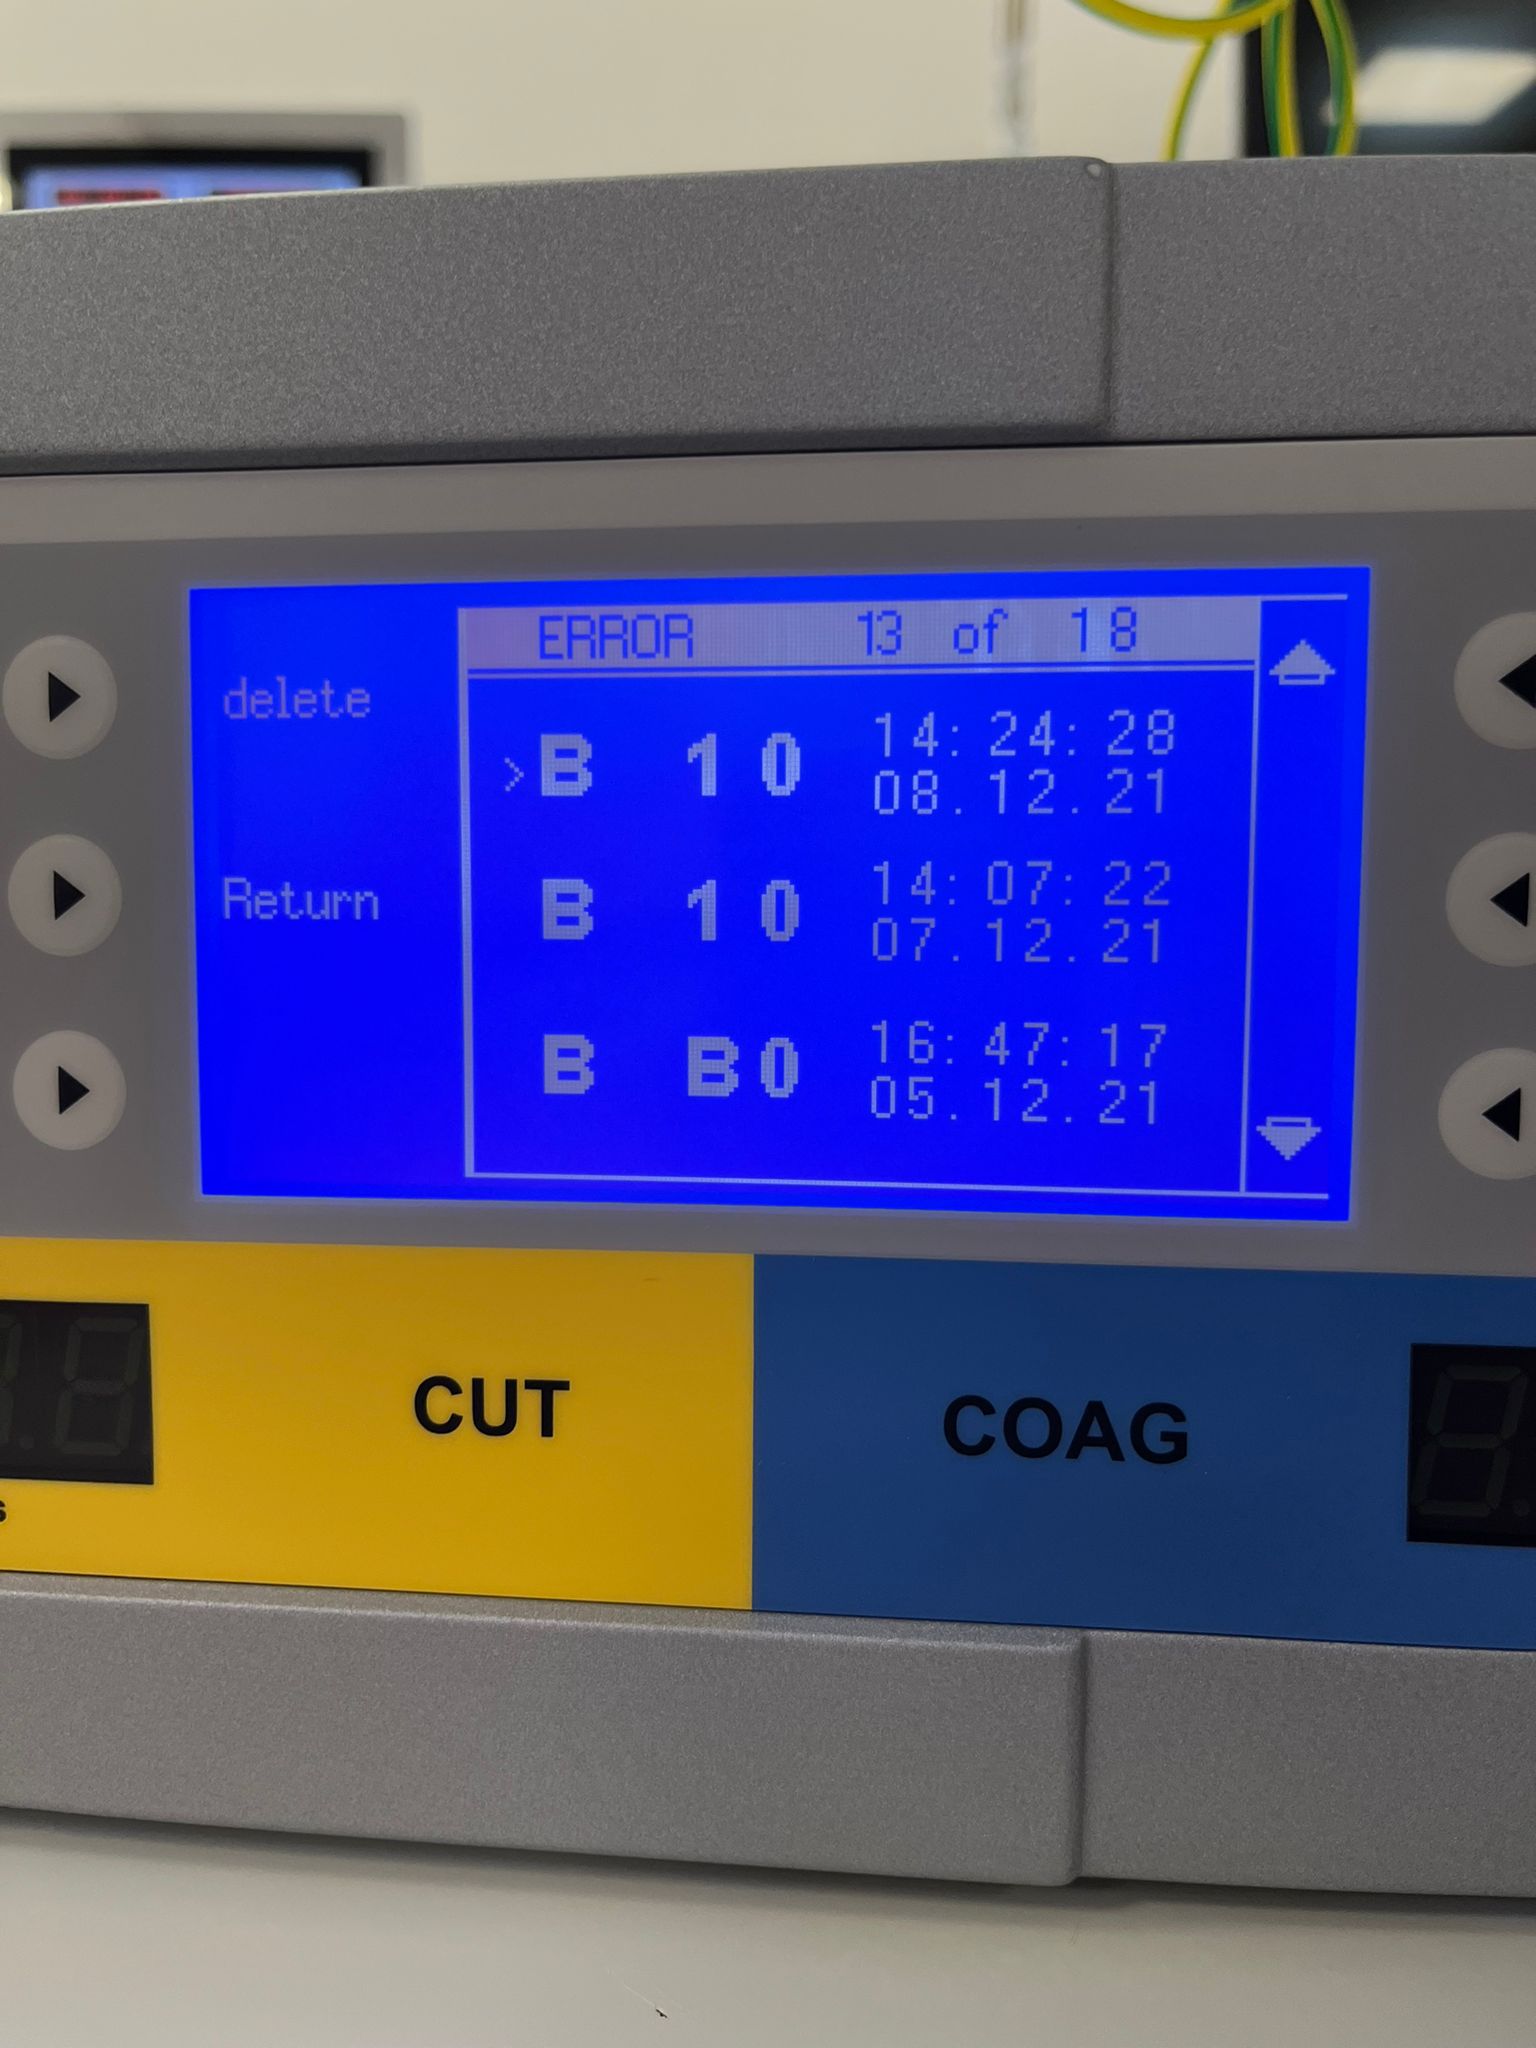 ERROR 13 of 18
delete
>B 10 14:24:28
08.12.21
B 10 14:07:22
07.12.21
Return
B B0 16:47:17
05.12.21
CUT
COAG
s